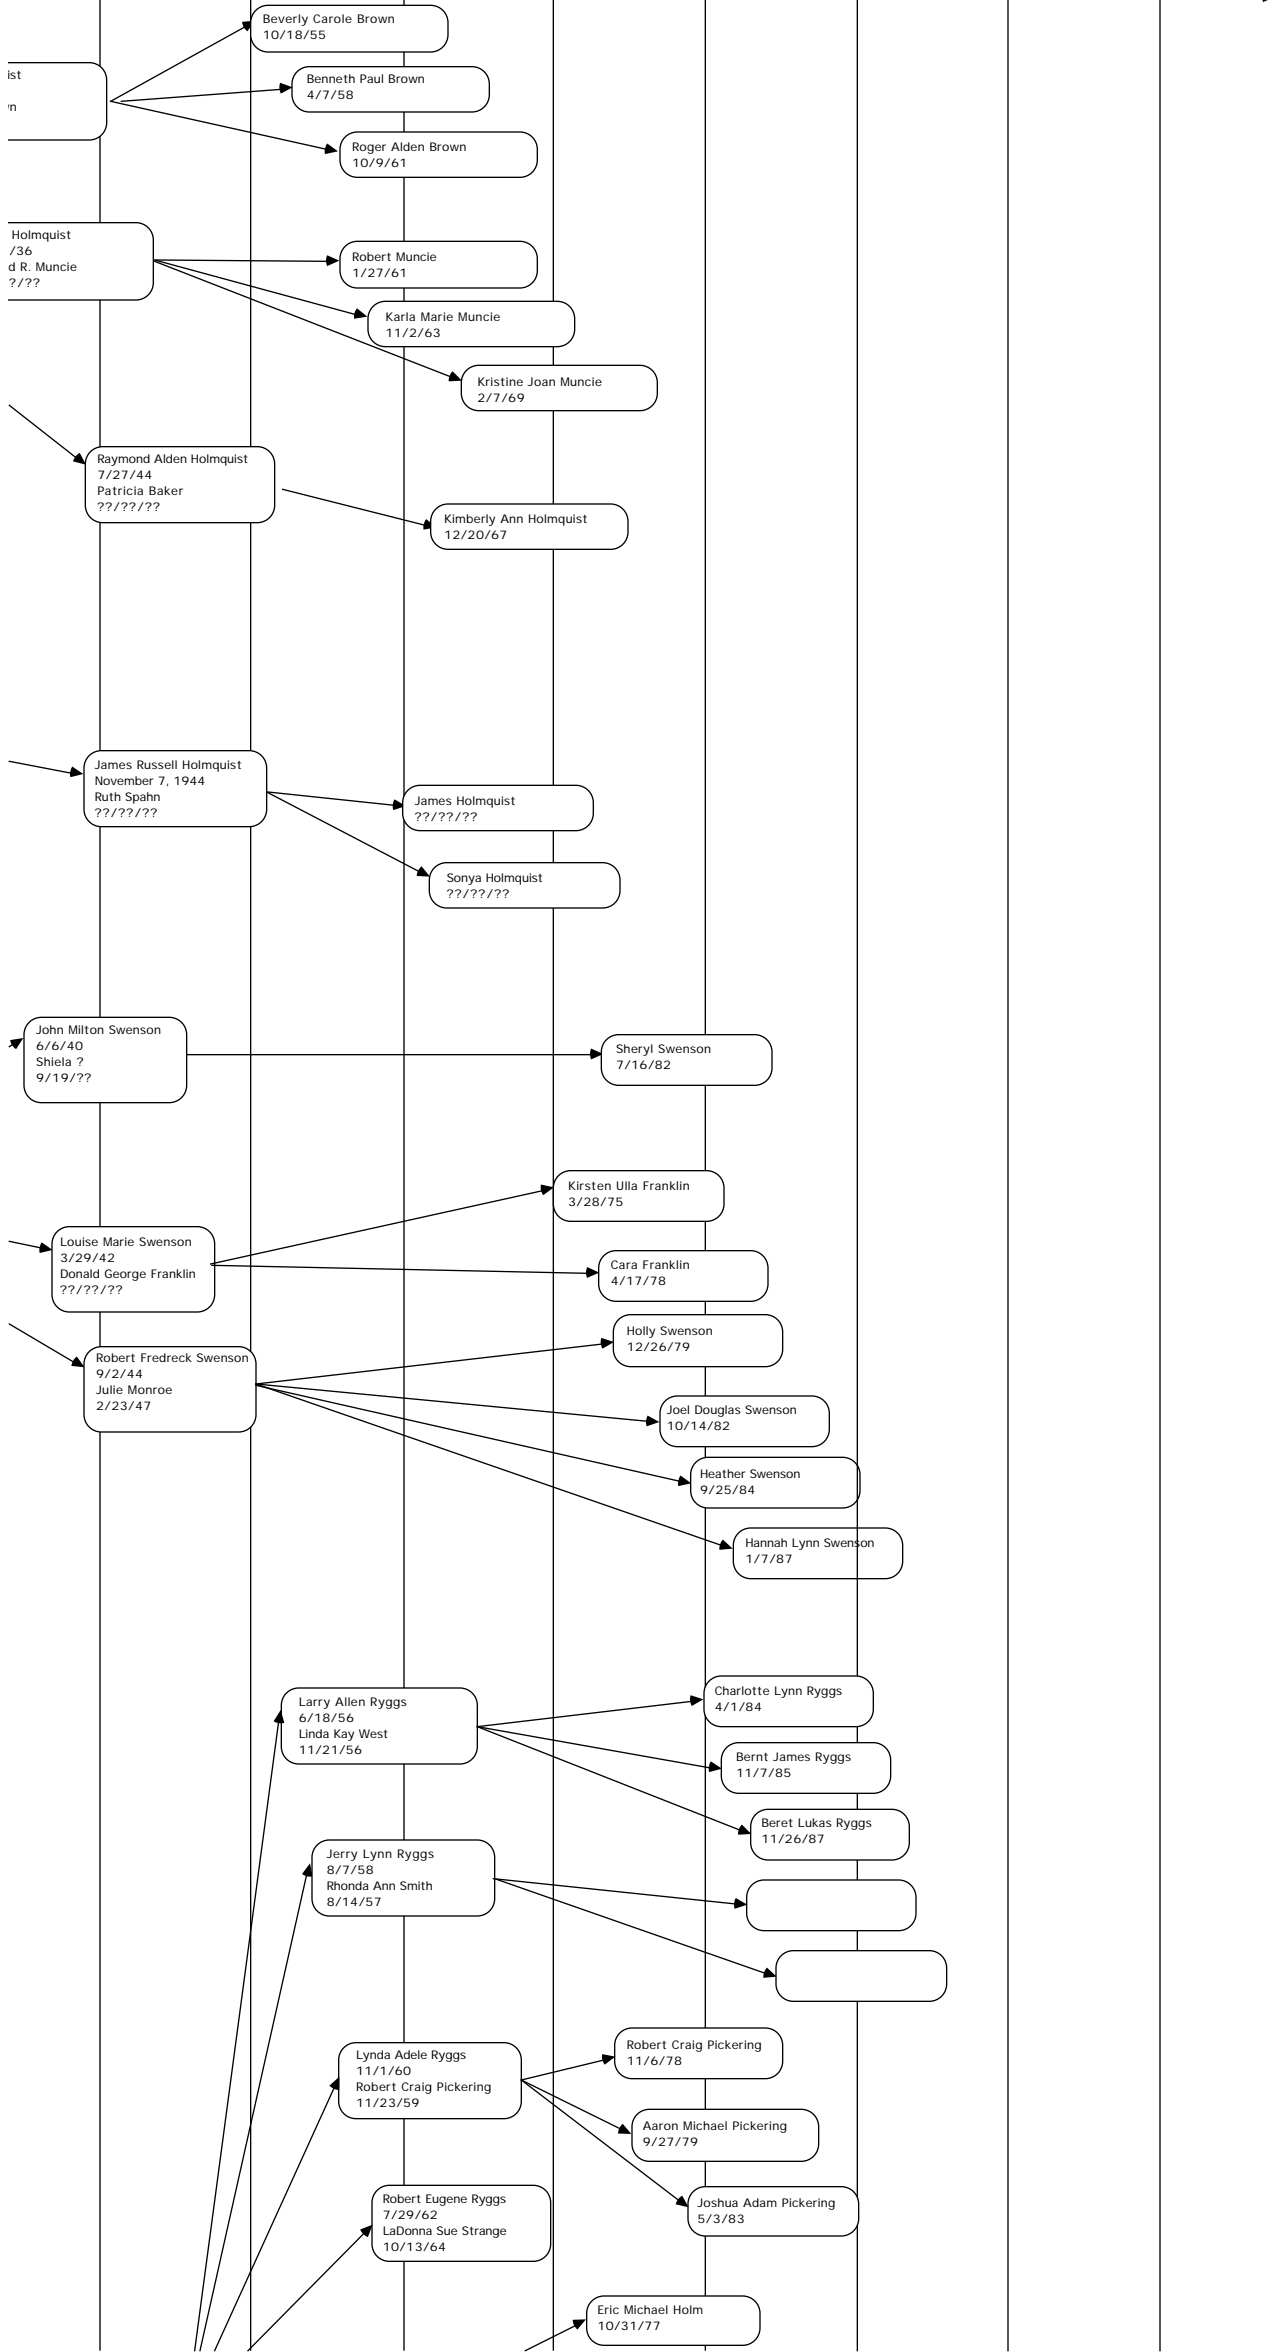 Beverly Carole Brown
10/18/55
ist
Benneth Paul Brown
4/7/58
Roger Alden Brown
10/9/61
Holmquist
/36
d R. Muncie
?/??
Robert Muncie
1/27/61
Karla Marie Muncie
11/2/63
Kristine Joan Muncie
2/7/69
Raymond Alden Holmquist
7/27/44
Patricia Baker
??/??/??
Kimberly Ann Holmquist
12/20/67
James Russell Holmquist
November 7, 1944
Ruth Spahn
??/??/??
James Holmquist
??/??/??
Sonya Holmquist
??/??/??
John Milton Swenson
6/6/40
Shiela ?
9/19/??
Sheryl Swenson
7/16/82
Kirsten Ulla Franklin
3/28/75
Louise Marie Swenson
3/29/42
Donald George Franklin
??/??/??
Cara Franklin
4/17/78
Holly Swenson
12/26/79
Robert Fredreck Swenson
9/2/44
Julie Monroe
2/23/47
Joel Douglas Swenson
10/14/82
Heather Swenson
9/25/84
Hannah Lynn Swenson
1/7/87
Larry Allen Ryggs
6/18/56
Linda Kay West
11/21/56
Charlotte Lynn Ryggs
4/1/84
Bernt James Ryggs
11/7/85
Beret Lukas Ryggs
11/26/87
Jerry Lynn Ryggs
8/7/58
Rhonda Ann Smith
8/14/57
Lynda Adele Ryggs
11/1/60
Robert Craig Pickering
11/23/59
Robert Craig Pickering
11/6/78
Aaron Michael Pickering
9/27/79
Joshua Adam Pickering
5/3/83
Robert Eugene Ryggs
7/29/62
LaDonna Sue Strange
10/13/64
Eric Michael Holm
10/31/77